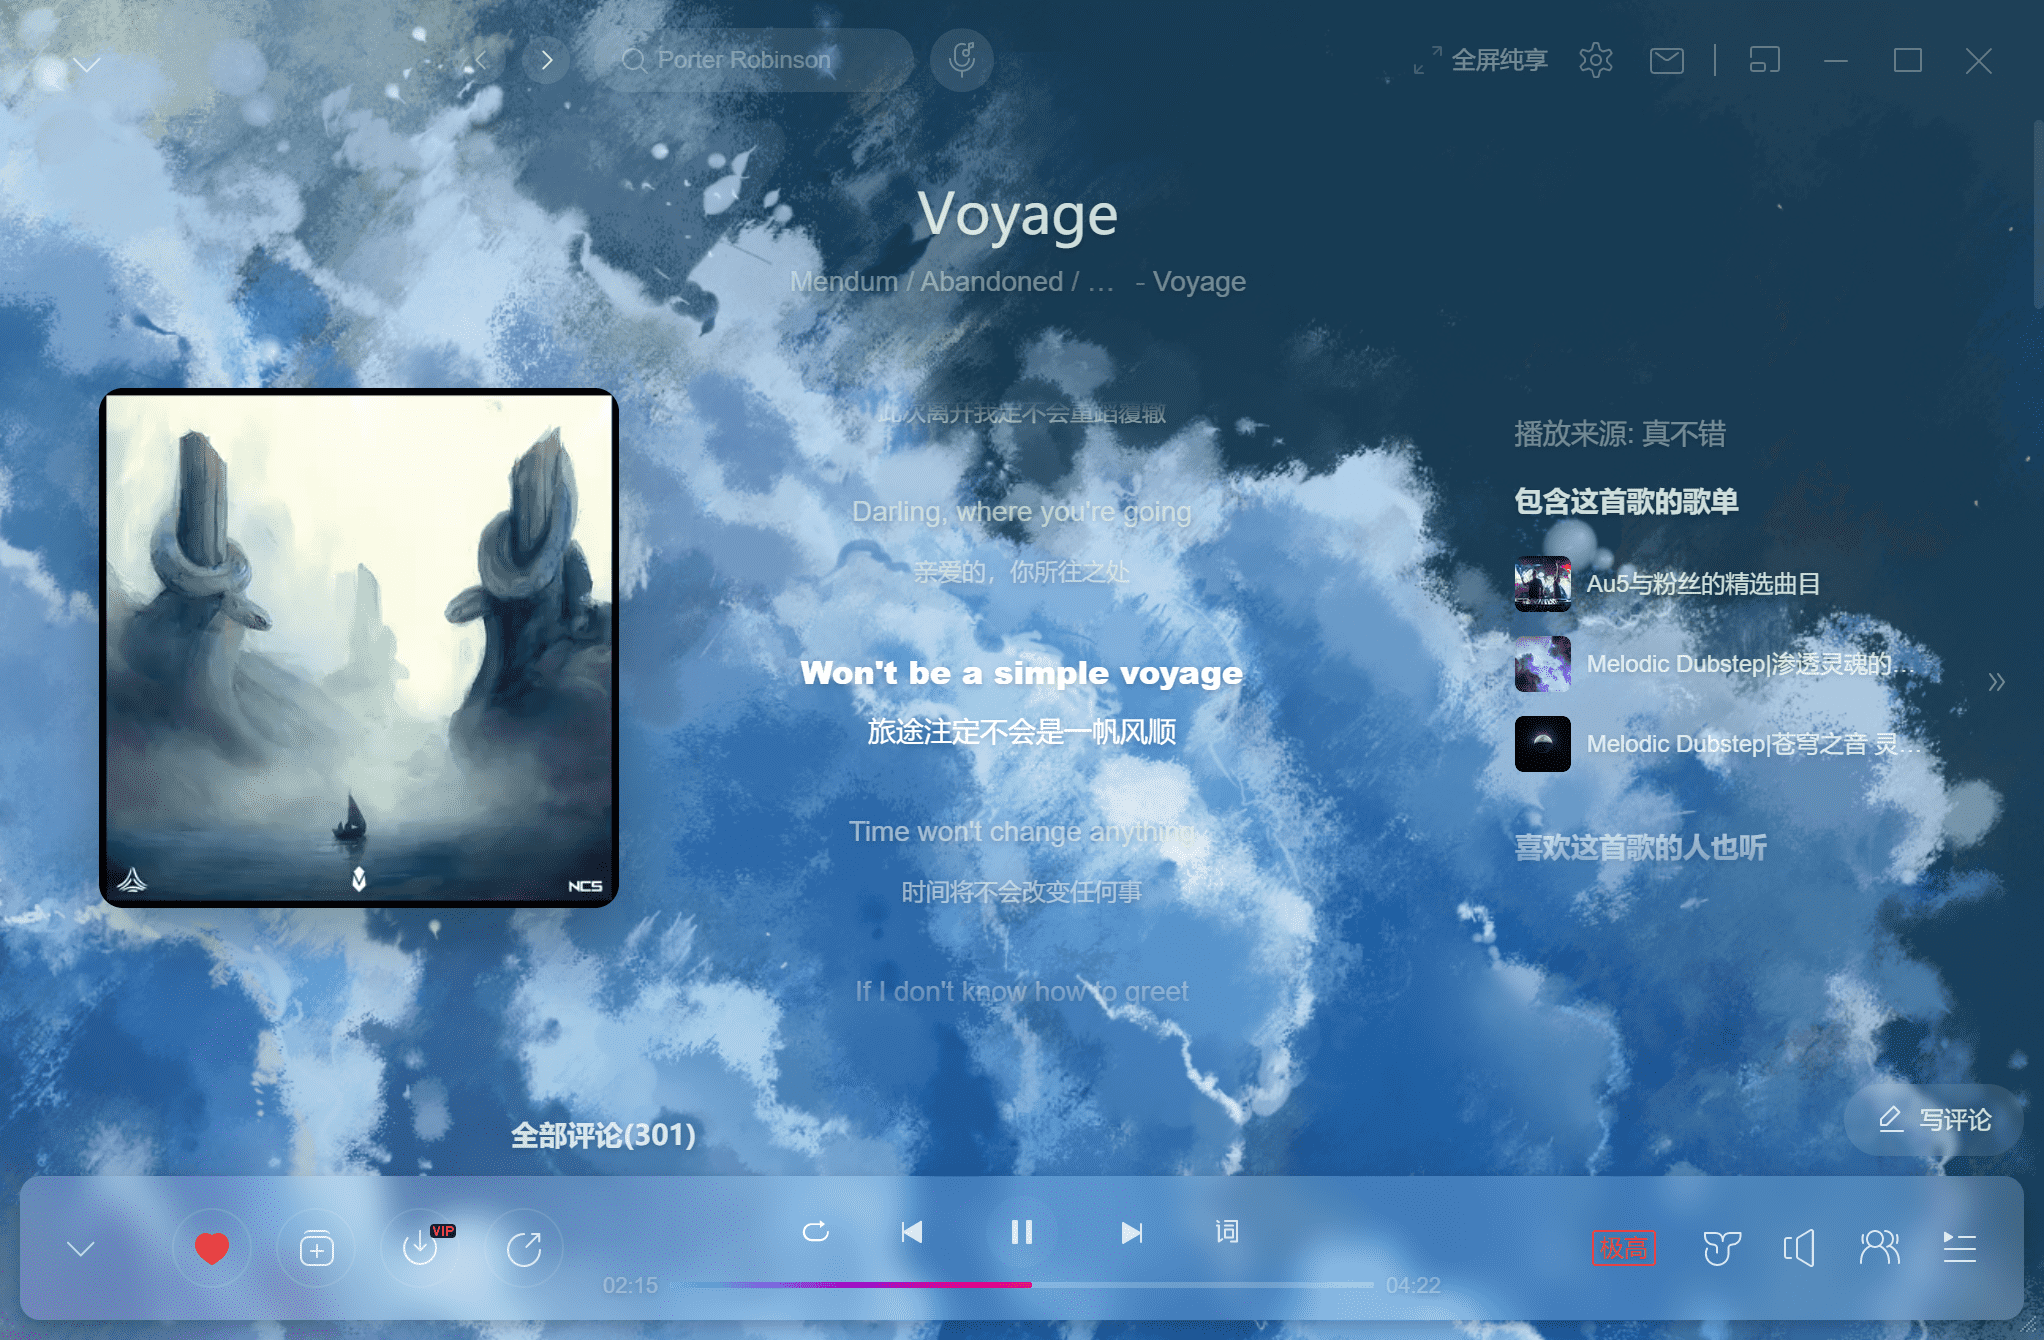 Porter Robinson
全屏纯享
Voyage
Mendum / Abandoned / ... - Voyage
此次离开我定不会重蹈覆辙
Darling, where you're going
亲爱的，你所往之处
Won't be a simple voyage
旅途注定不会是一帆风顺
Time won't change anything
时间将不会改变任何事
If I don't know how to greet
NCS
播放来源: 真不错
包含这首歌的歌单
Au5与粉丝的精选曲目
Melodic Dubstep|渗透灵魂的...
Melodic Dubstep|苍穹之音 灵...
喜欢这首歌的人也听
全部评论(301)
写评论
VIP
词
极高
02:15
04:22